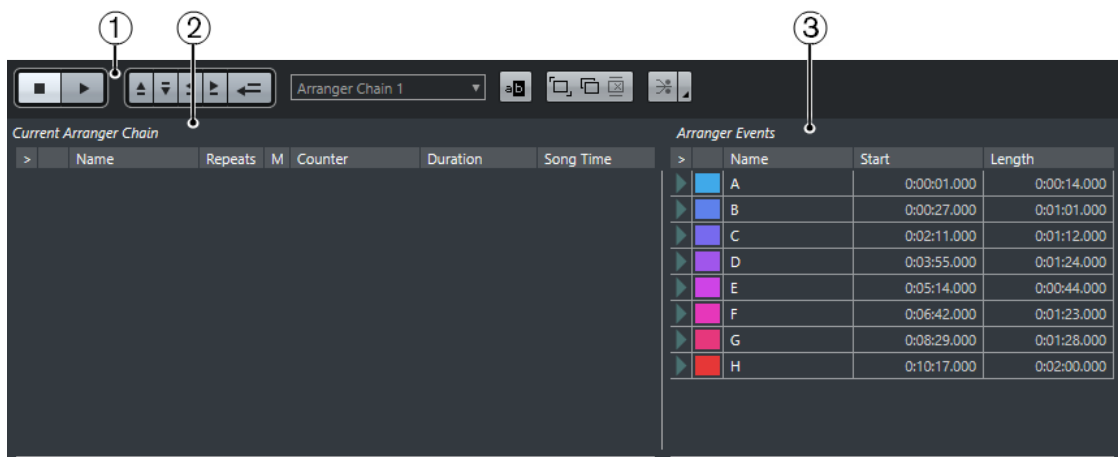 1 2 3
Arranger Chain 1 ab
Current Arranger Chain Arranger Events
> Name Repeats M Counter Duration Song Time > Name Start Length
A 0:00:01.000 0:00:14.000
B 0:00:27.000 0:01:01.000
C 0:02:11.000 0:01:12.000
D 0:03:55.000 0:01:24.000
E 0:05:14.000 0:00:44.000
F 0:06:42.000 0:01:23.000
G 0:08:29.000 0:01:28.000
H 0:10:17.000 0:02:00.000